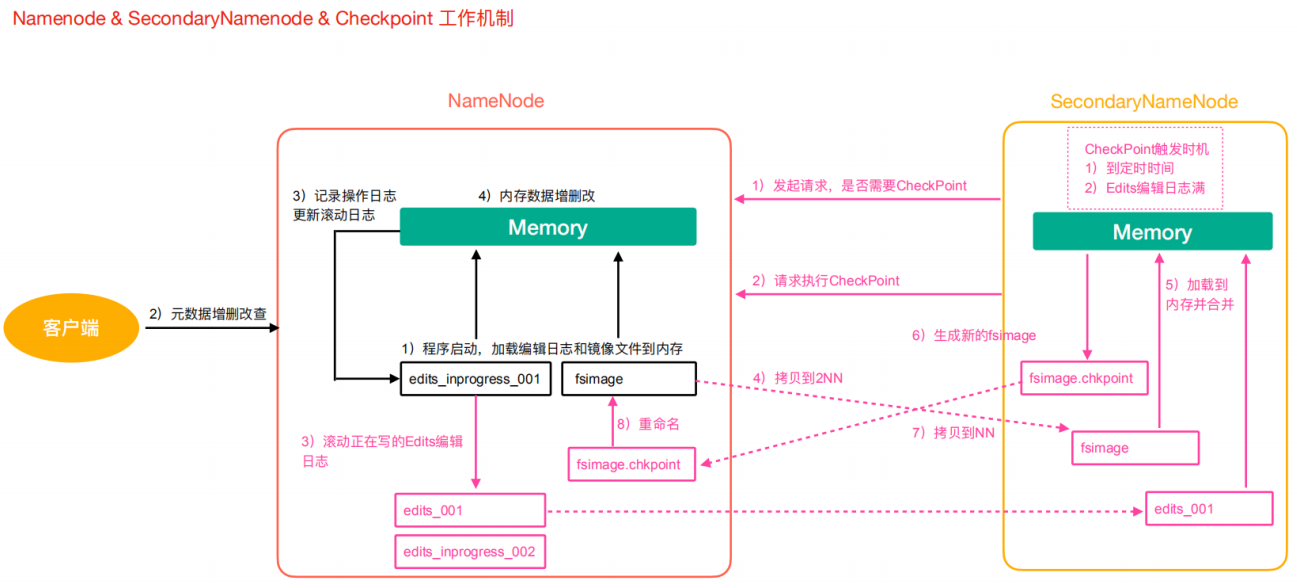 Namenode & SecondaryNamenode & Checkpoint 工作机制
NameNode
SecondaryNameNode
CheckPoint触发时机
1）到定时时间
2）Edits编辑日志满
1）发起请求，是否需要CheckPoint
3）记录操作日志
更新滚动日志
4）内存数据增删改
Memory
Memory
2）请求执行CheckPoint
5）加载到
内存并合并
客户端
2）元数据增删改查
6）生成新的fsimage
1）程序启动，加载编辑日志和镜像文件到内存
edits_inprogress_001
fsimage
4）拷贝到2NN
fsimage.chkpoint
8）重命名
7）拷贝到NN
3）滚动正在写的Edits编辑
日志
fsimage.chkpoint
fsimage
edits_001
edits_001
edits_inprogress_002